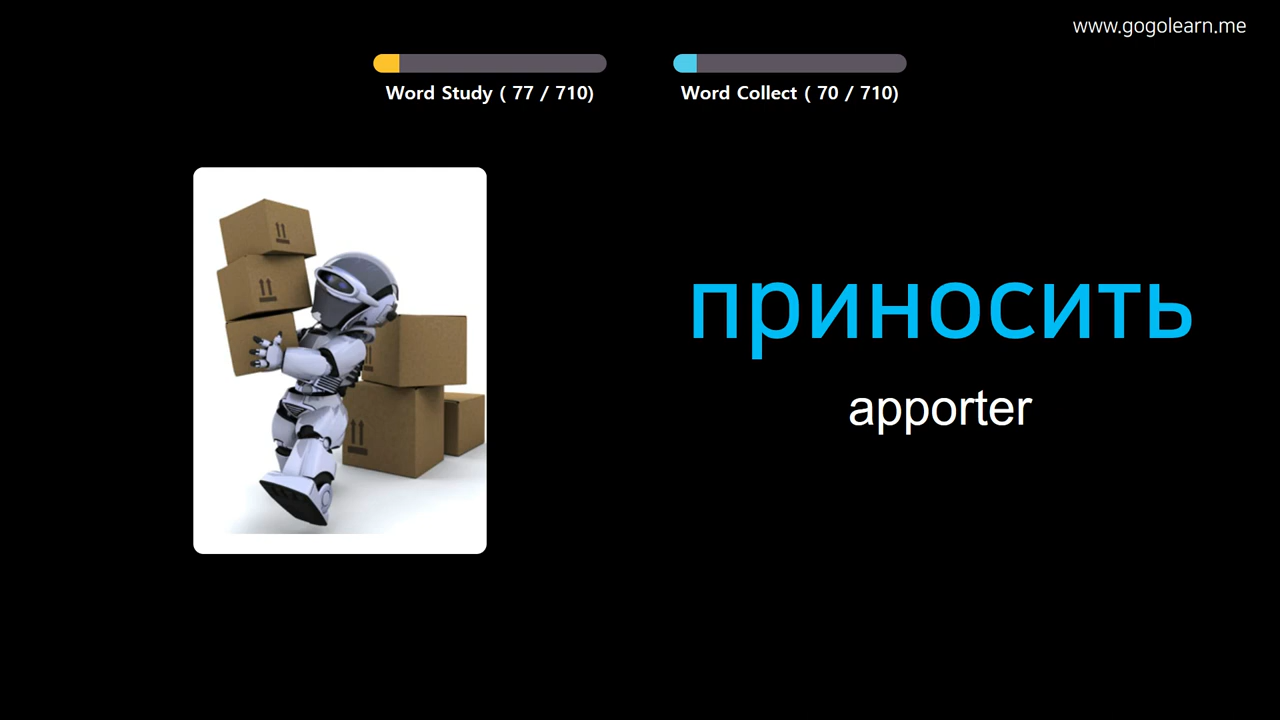 www.gogolearn.me
Word Study ( 77 / 710)
Word Collect ( 70 / 710)
приносить
apporter